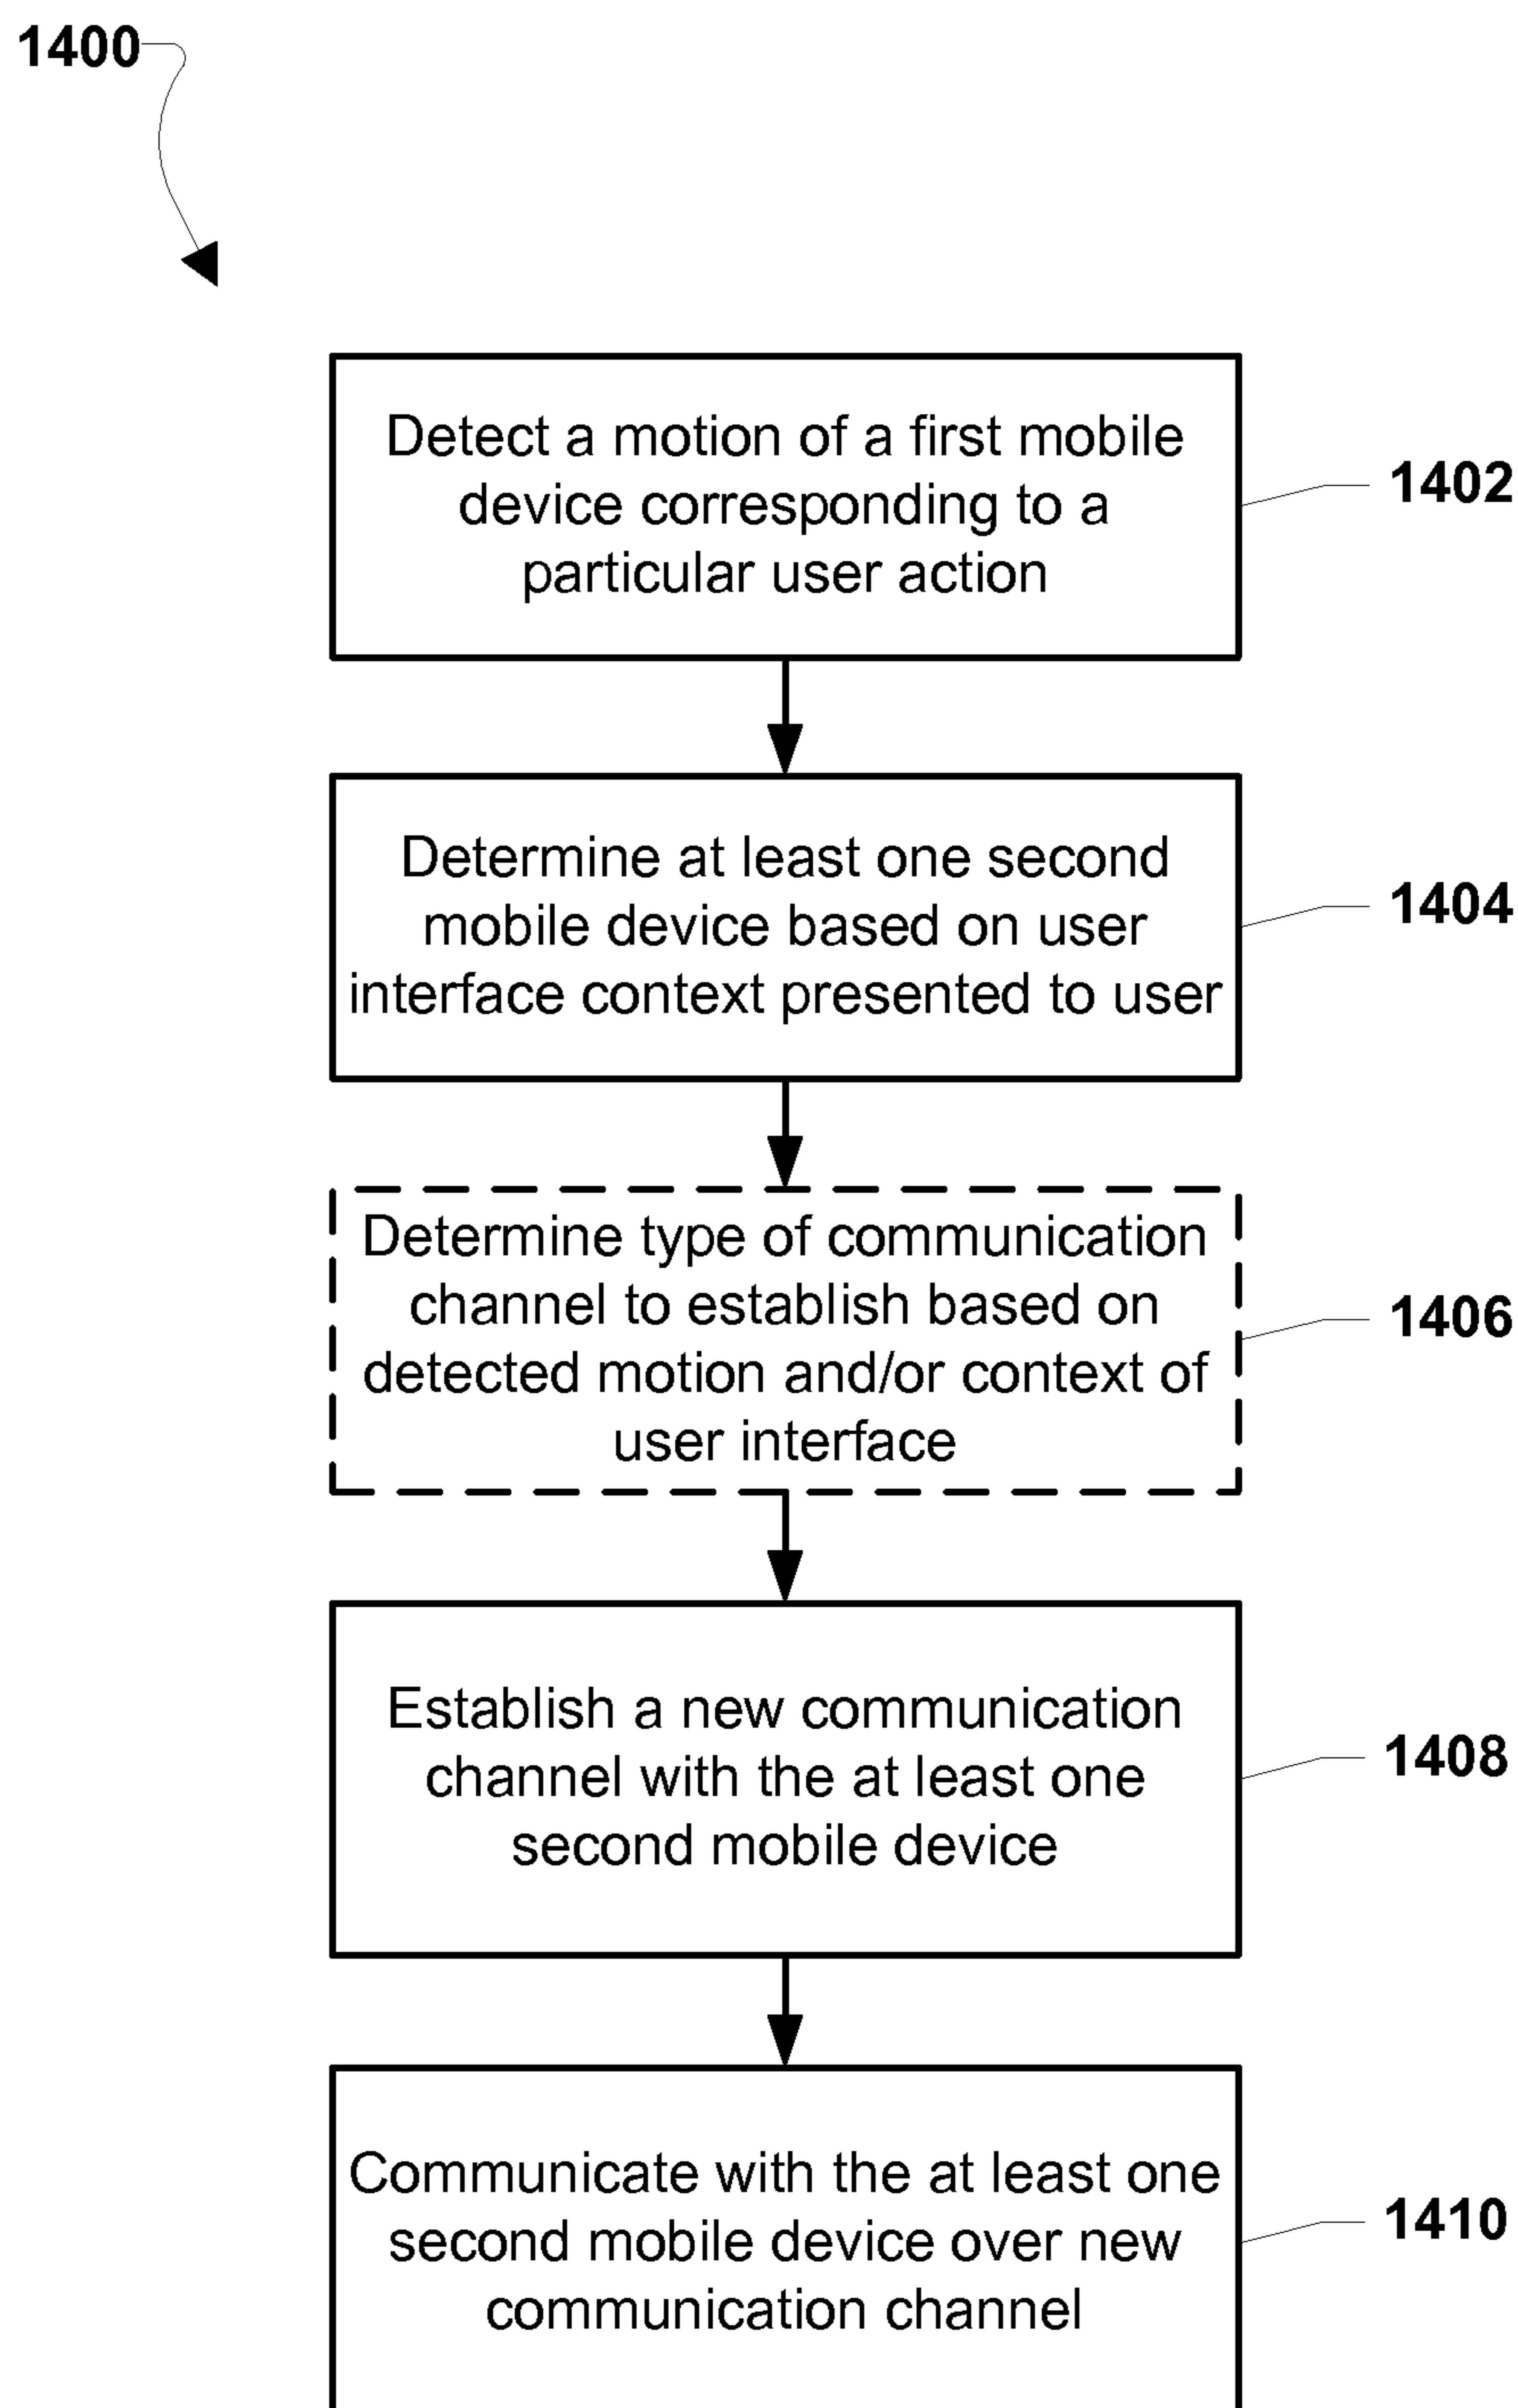 1400
Detect a motion of a first mobile
device corresponding to a
particular user action
1402
Determine at least one second
mobile device based on user
interface context presented to user
1404
Determine type of communication
channel to establish based on
detected motion and/or context of
user interface
1406
Establish a new communication
channel with the at least one
second mobile device
1408
Communicate with the at least one
second mobile device over new
communication channel
1410